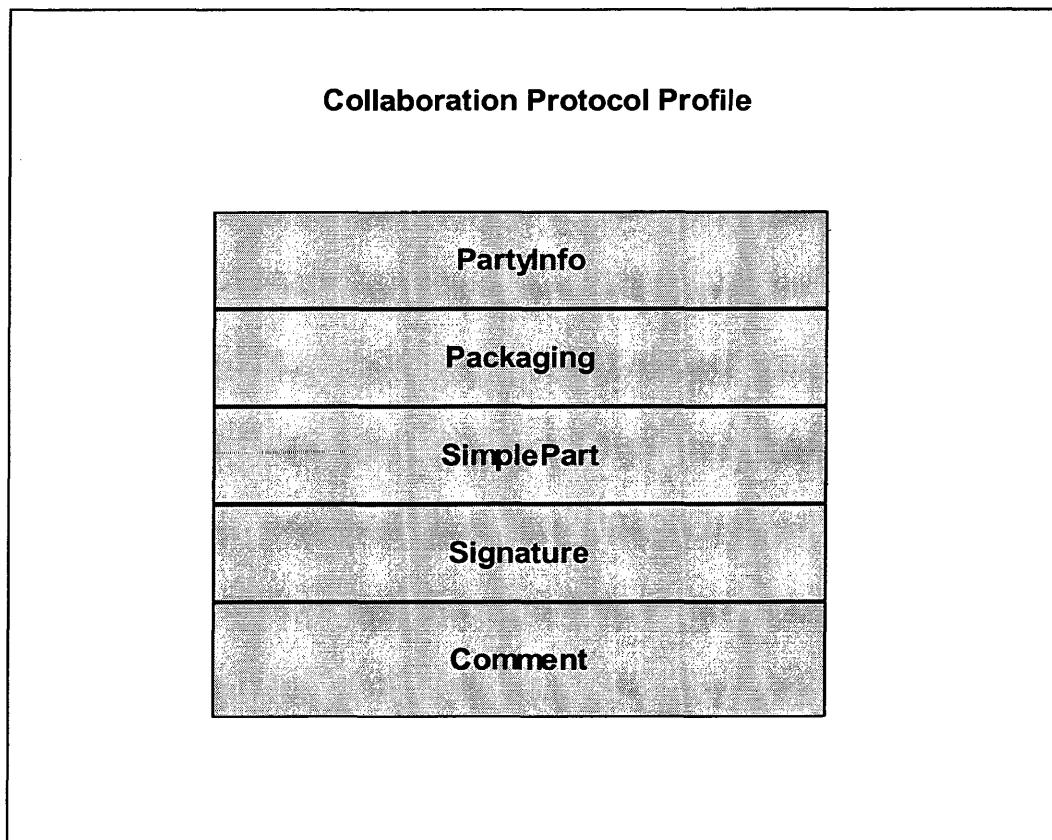 Collaboration Protocol Profile
PartyInfo
Packaging
SimplePart
Signature
Comment